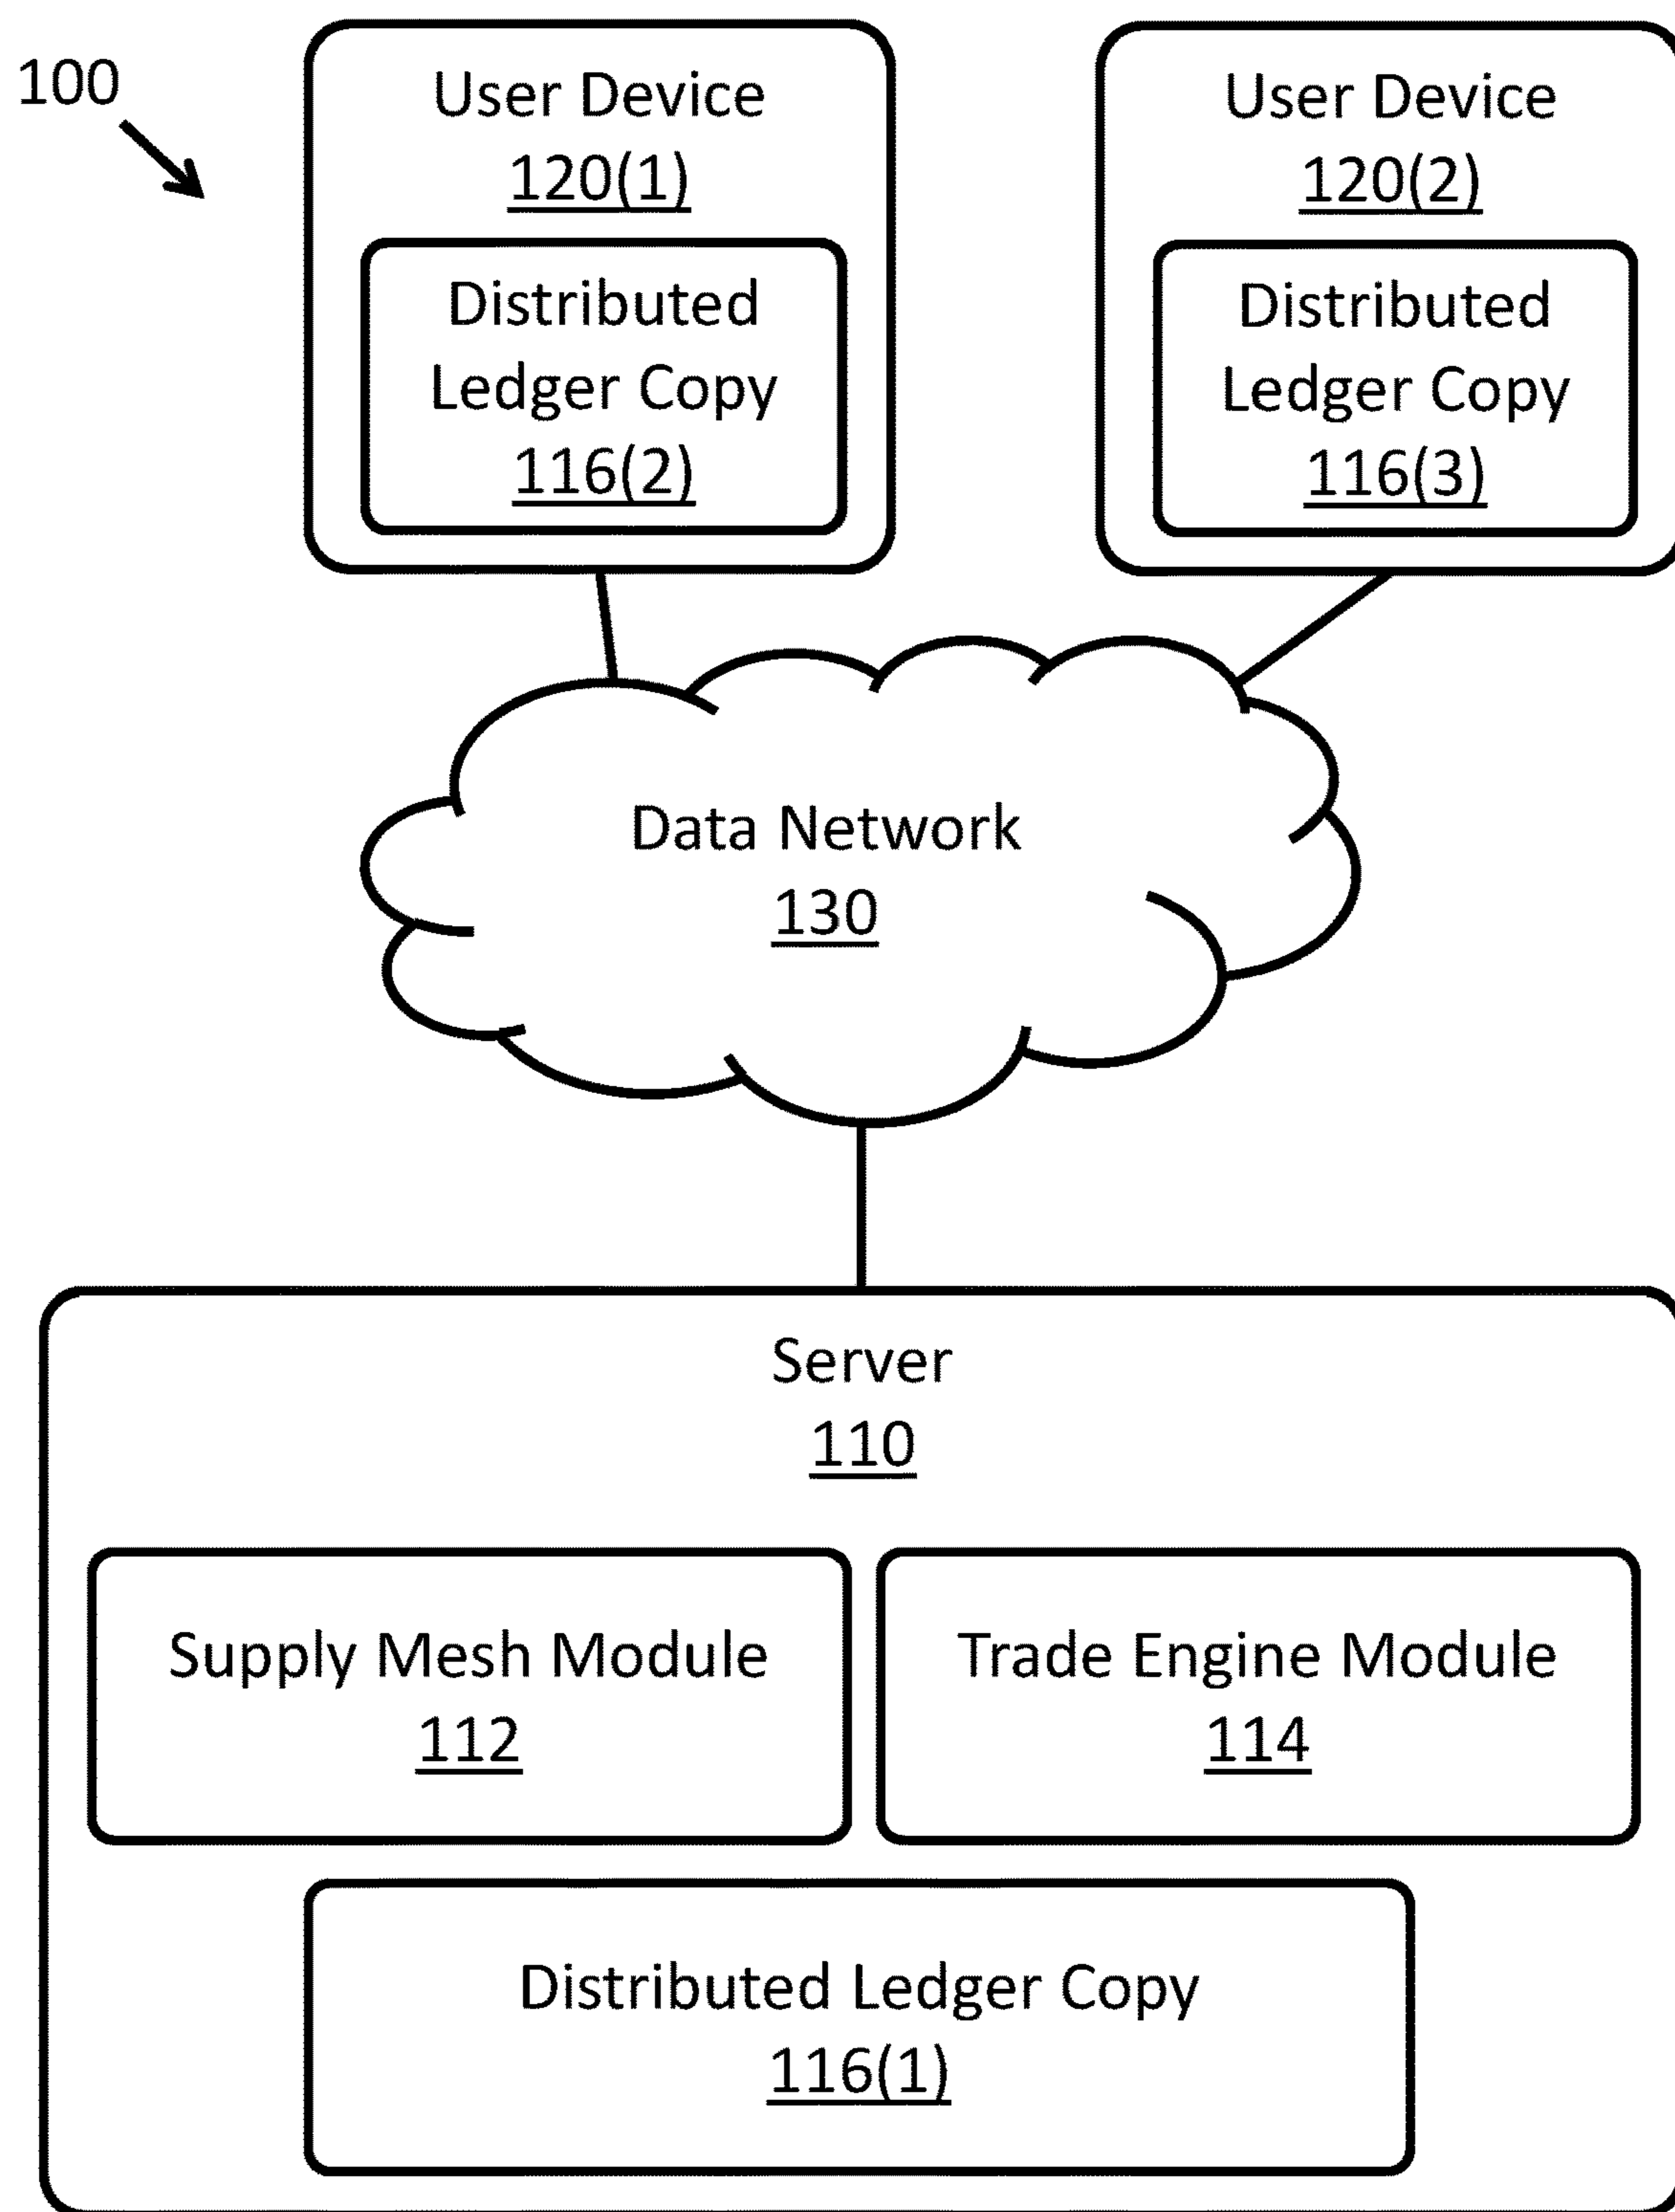 100
User Device
120(1)
Distributed
Ledger Copy
116(2)
User Device
120(2)
Distributed
Ledger Copy
116(3)
Data Network
130
Server
110
Supply Mesh Module
112
Trade Engine Module
114
Distributed Ledger Copy
116(1)